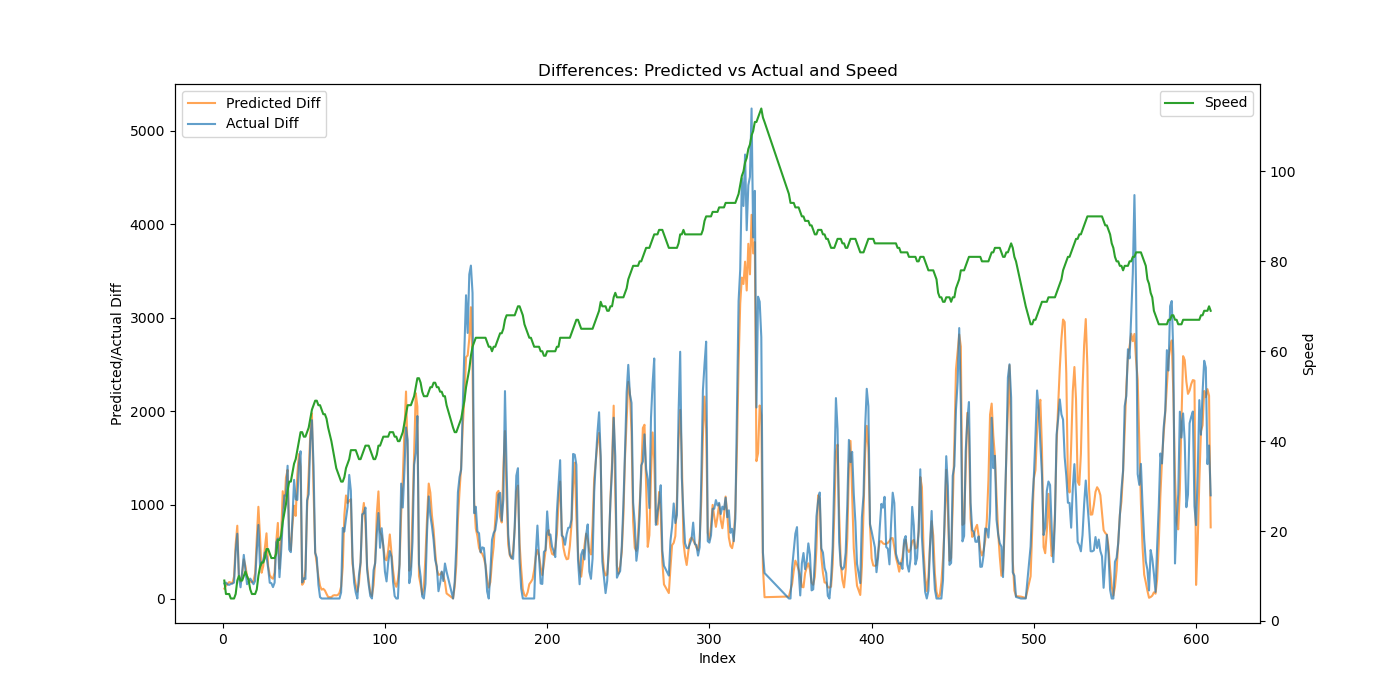 Differences: Predicted vs Actual and Speed
Predicted Diff
Actual Diff
Speed
5000
4000
3000
2000
1000
0
Predicted/Actual Diff
100
80
60
40
20
0
Speed
0 100 200 300 400 500 600
Index